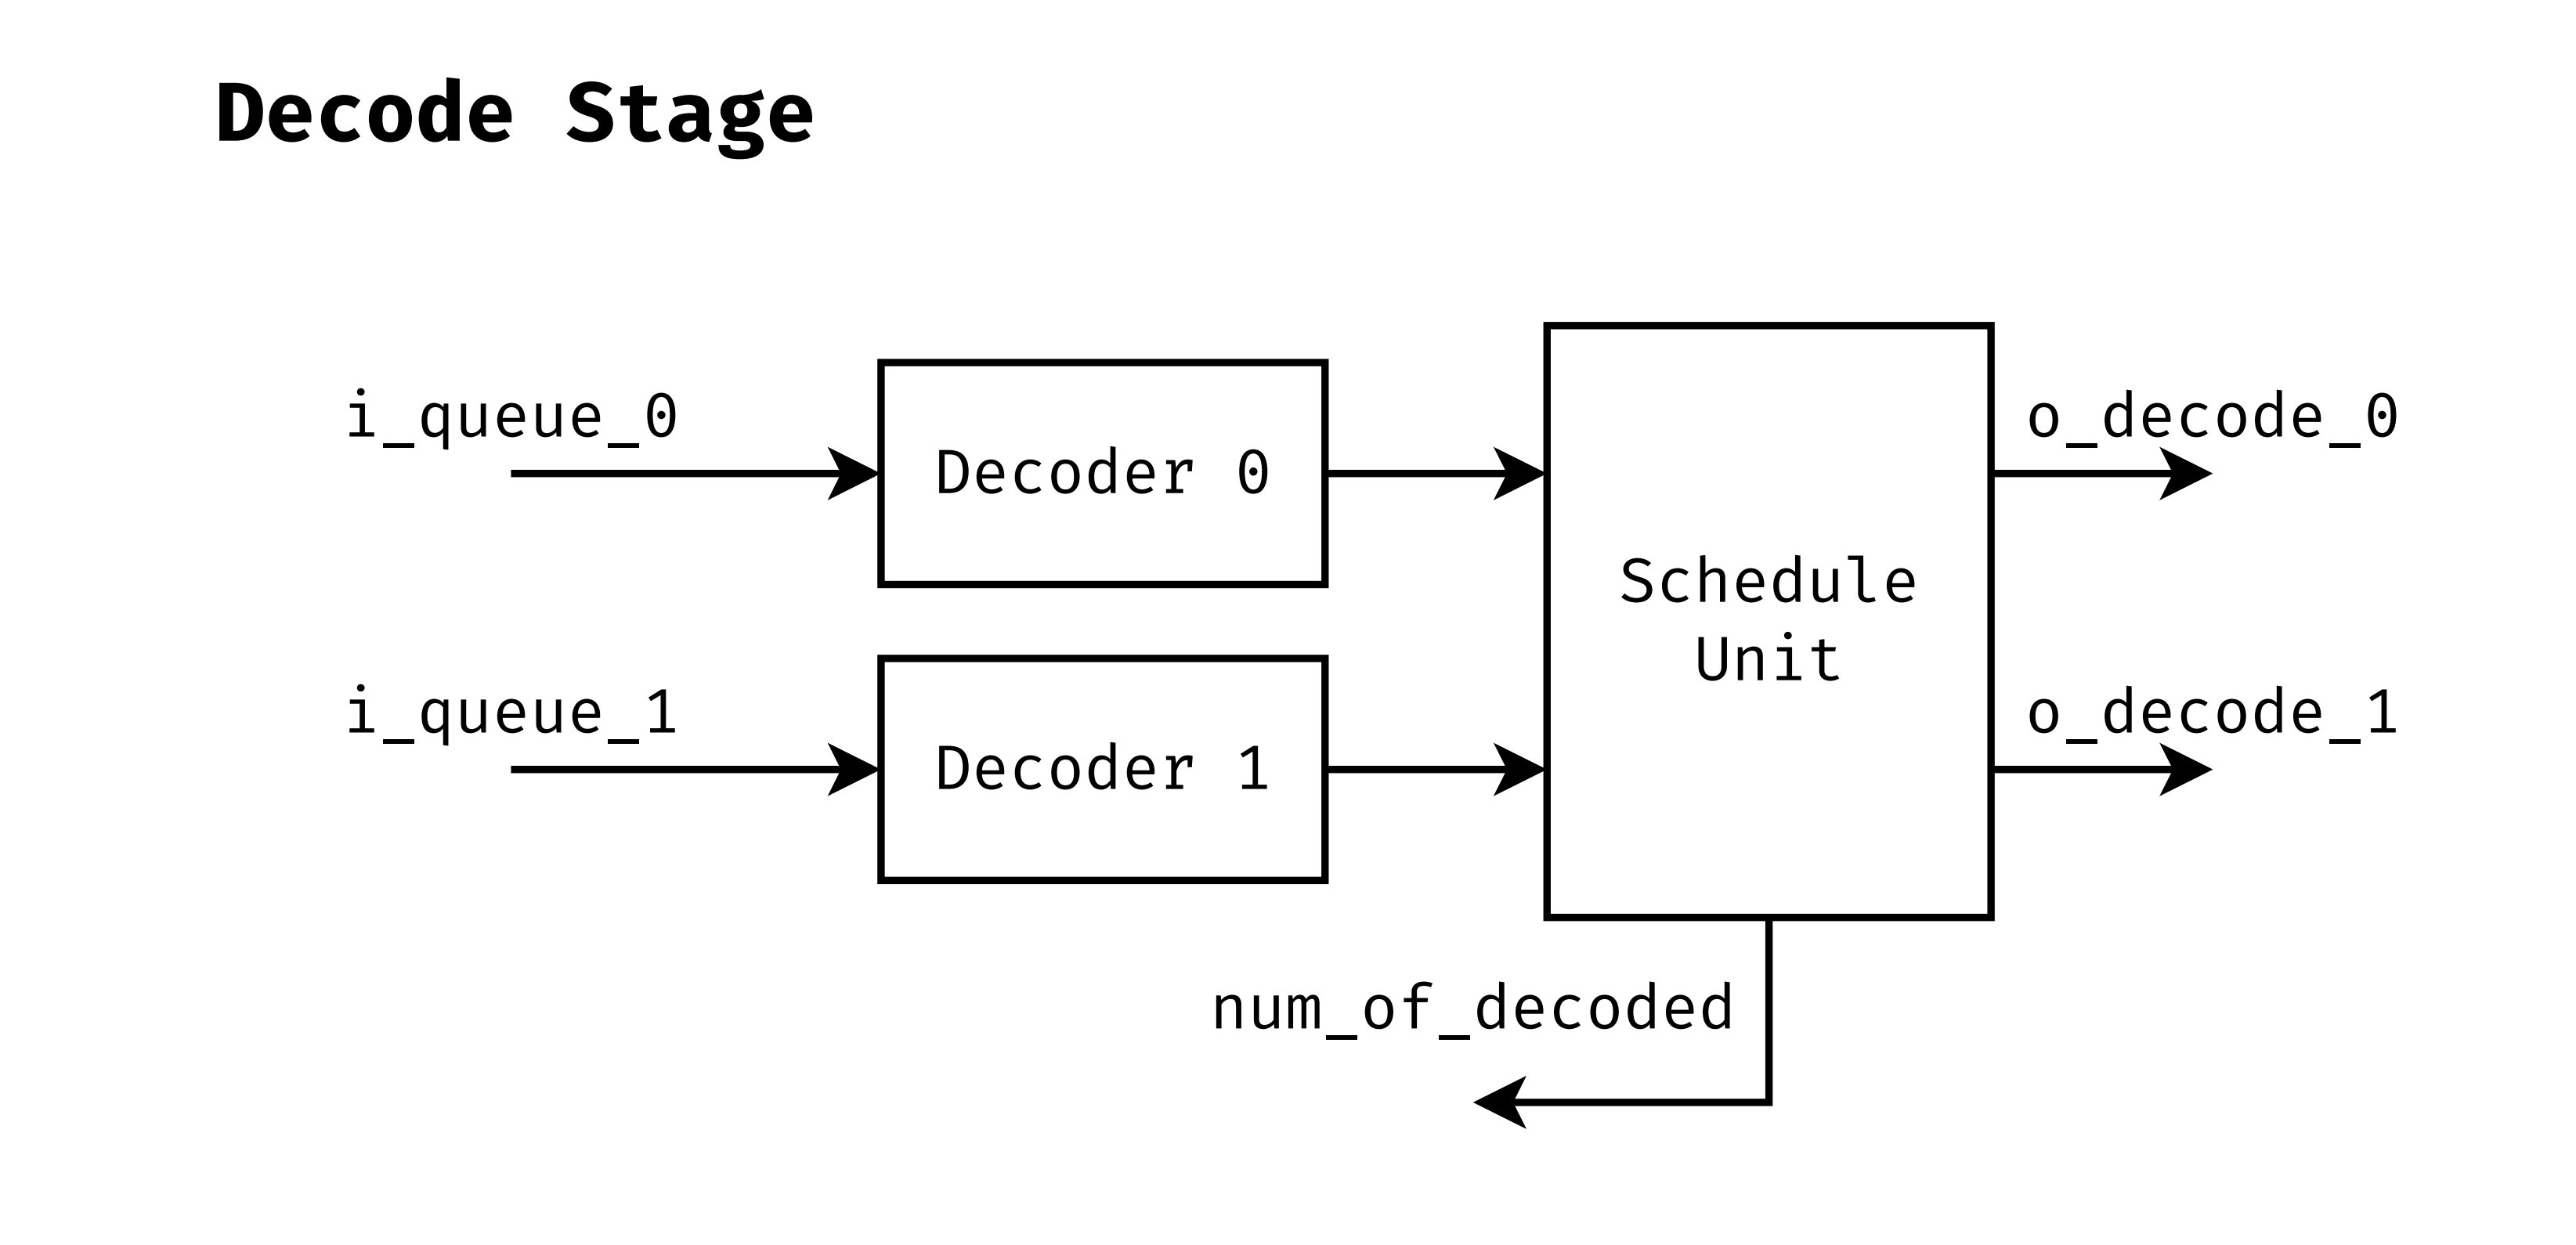 Decode Stage
i_queue_0
o_decode_0
Decoder 0
Schedule
Unit
i_queue_1
o_decode_1
Decoder 1
num_of_decoded